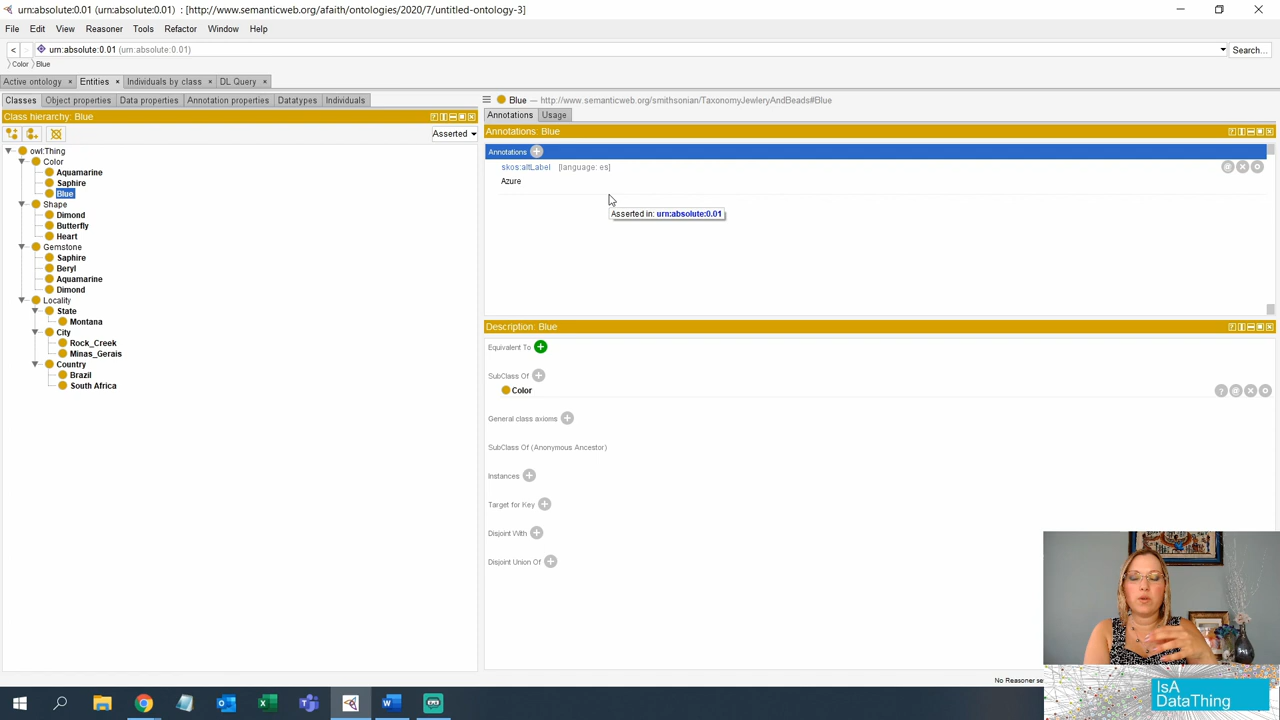 urn:absolute:0.01 (urn:absolute:0.01) : [http://www.semanticweb.org/afaith/ontologies/2020/7/untitled-ontology-3]
File Edit View Reasoner Tools Refactor Window Help
< > urn:absolute:0.01 (urn:absolute:0.01) Search...
Color Blue
Active ontology × Entities × Individuals by class × DL Query ×
Classes Object properties Data properties Annotation properties Datatypes Individuals
Class hierarchy: Blue
Asserted
owl:Thing
Color
Aquamarine
Saphire
Blue
Shape
Dimond
Butterfly
Heart
Gemstone
Saphire
Beryl
Aquamarine
Dimond
Locality
State
Montana
City
Rock_Creek
Minas_Gerais
Country
Brazil
South Africa
Blue — http://www.semanticweb.org/smithsonian/TaxonomyJewleryAndBeads#Blue
Annotations Usage
Annotations: Blue
Annotations
skos:altLabel [language: es]
Azure
Asserted in: urn:absolute:0.01
Description: Blue
Equivalent To
SubClass Of
Color
General class axioms
SubClass Of (Anonymous Ancestor)
Instances
Target for Key
Disjoint With
Disjoint Union Of
No Reasoner se
IsA
DataThing